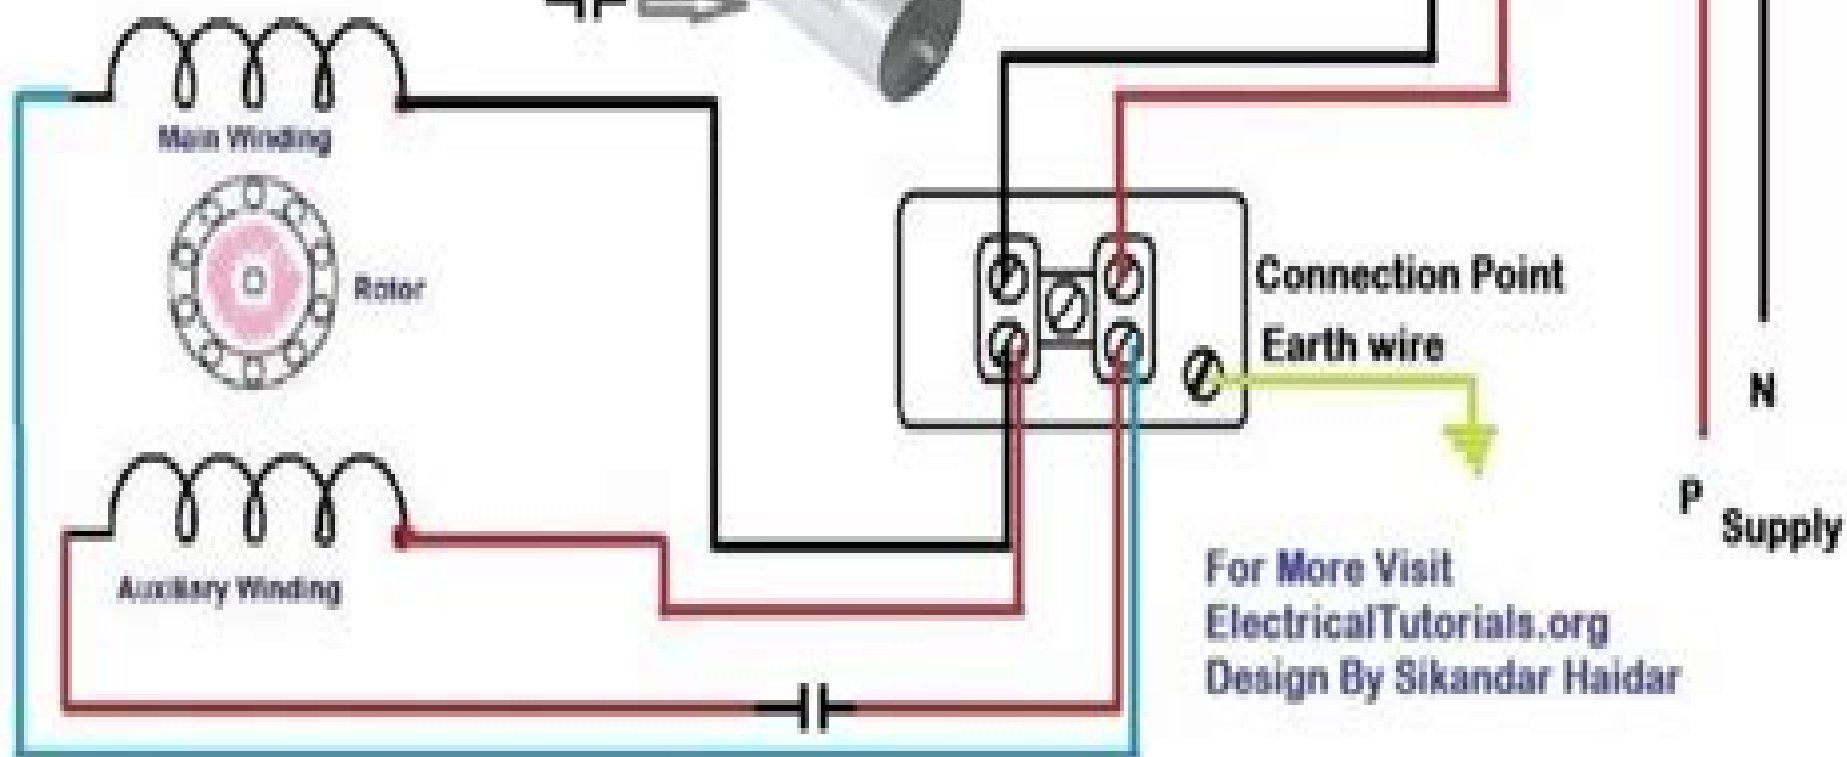 Main Winding
Rotor
Connection Point
Earth wire
N
P
Supply
Auxiliary Winding
For More Visit
ElectricalTutorials.org
Design By Sikandar Haidar